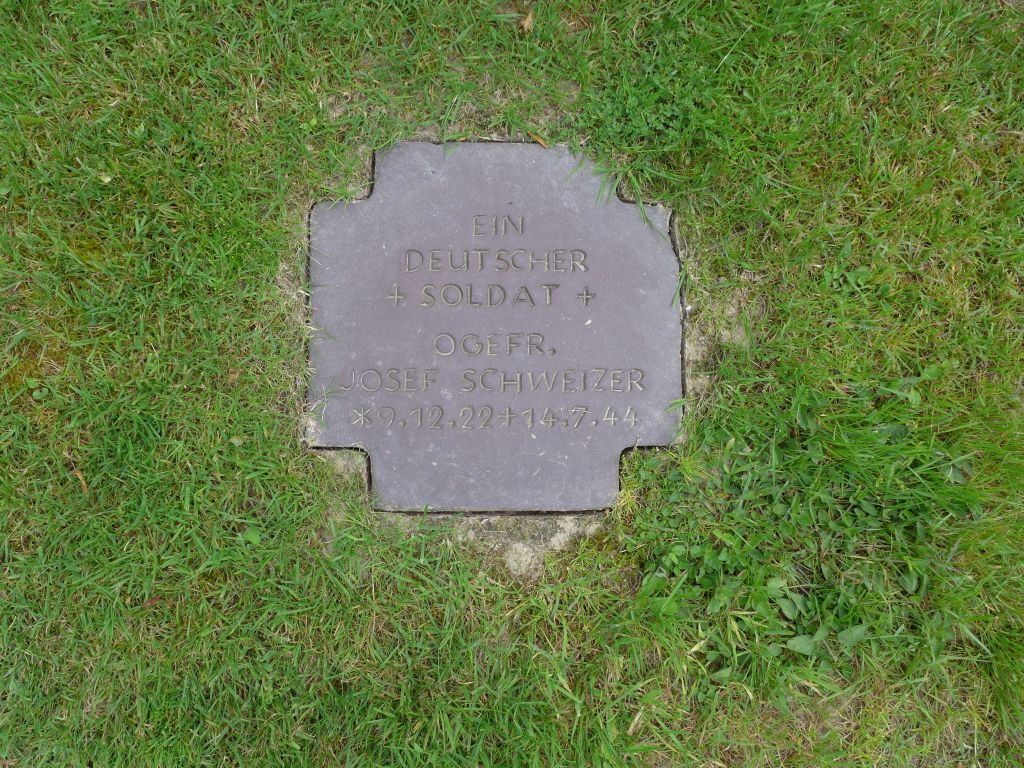 EIN
DEUTSCHER
+ SOLDAT +
OGEFR.
JOSEF SCHWEIZER
*9.12.22+14.7.44